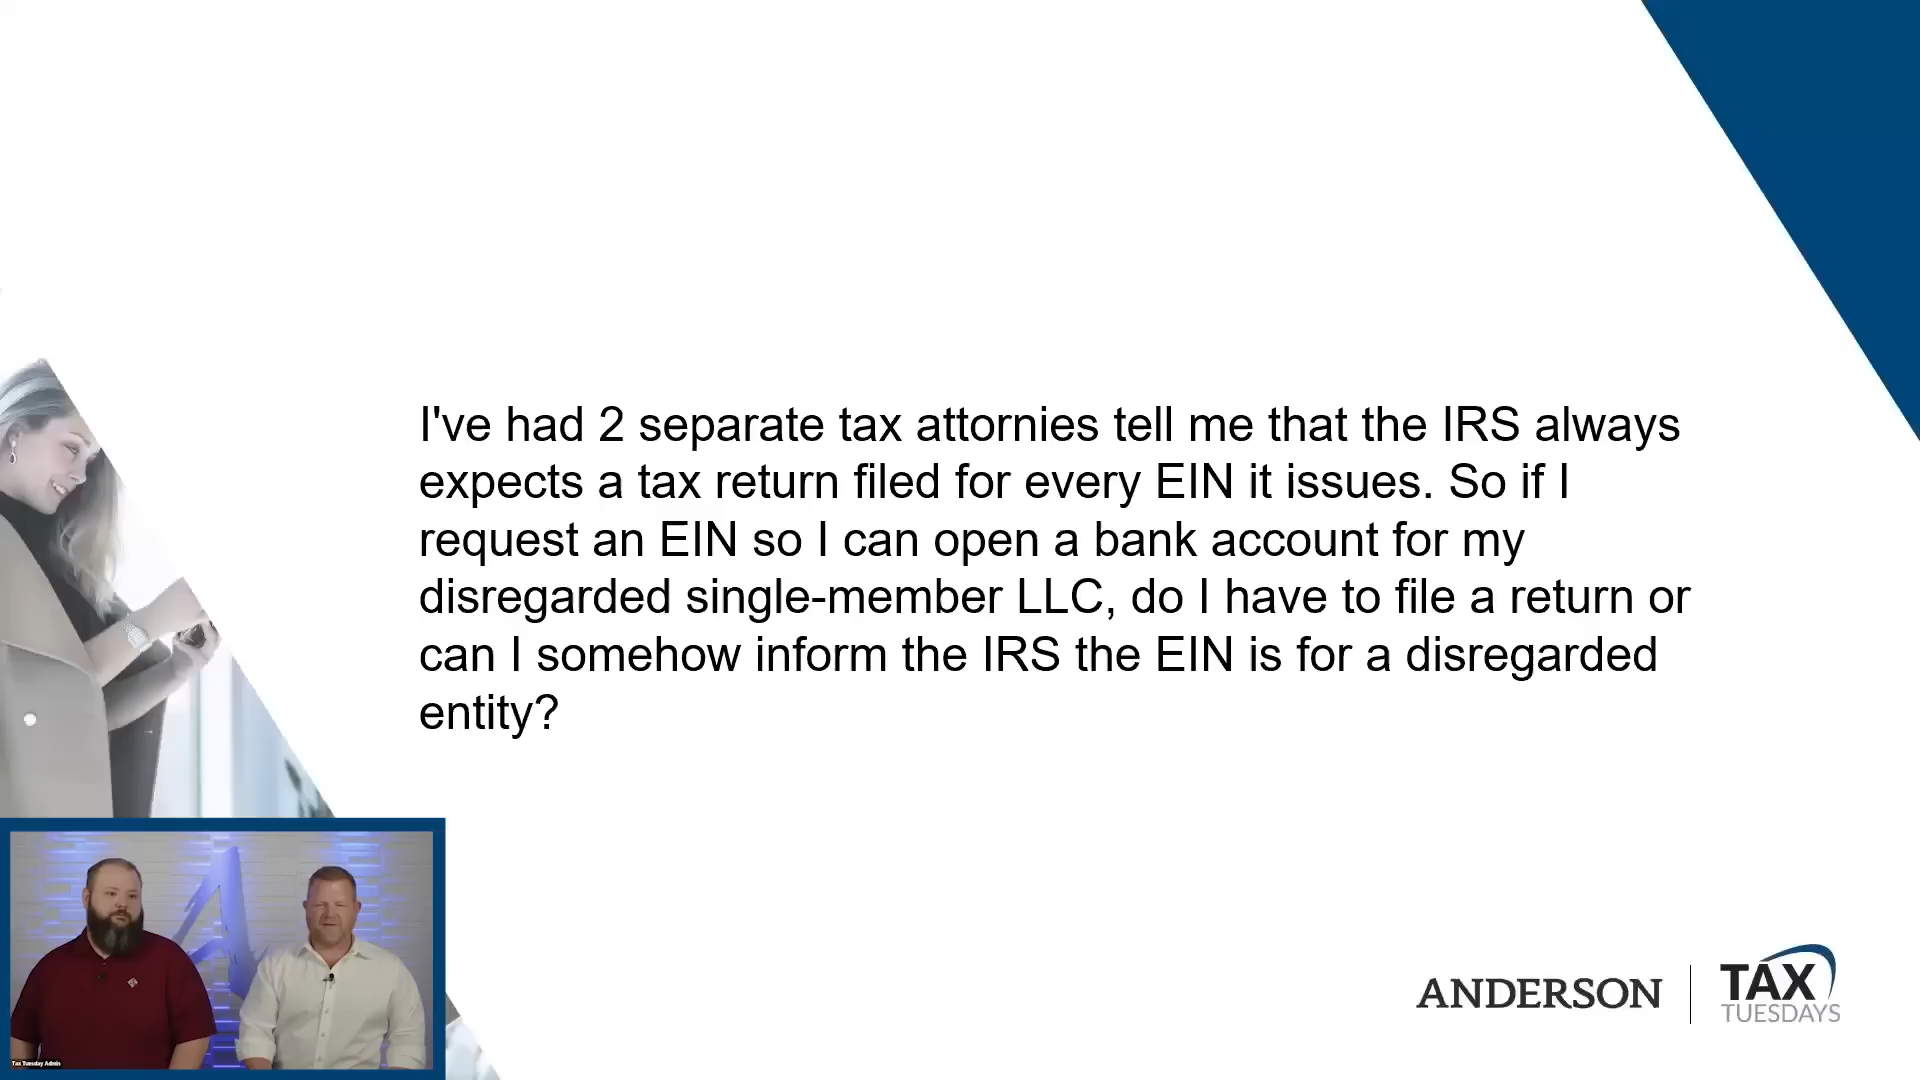 I've had 2 separate tax attornies tell me that the IRS always
expects a tax return filed for every EIN it issues. So if I
request an EIN so I can open a bank account for my
disregarded single-member LLC, do I have to file a return or
can I somehow inform the IRS the EIN is for a disregarded
entity?
Tax Tuesday Admin
ANDERSON
TAX
TUESDAYS